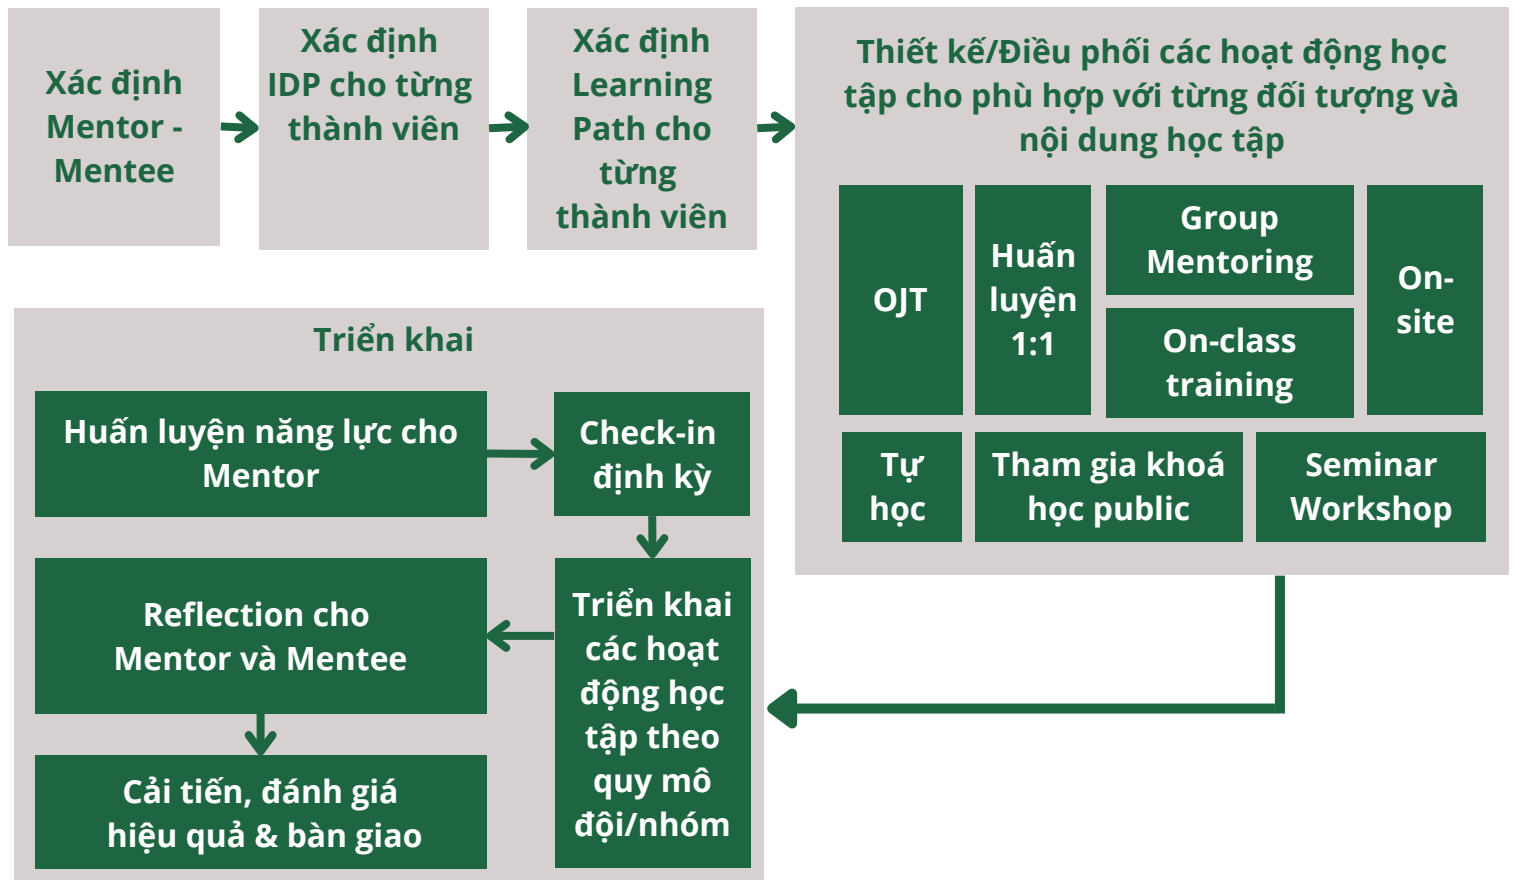 Xác định
Mentor -
Mentee
Xác định
IDP cho từng
thành viên
Xác định
Learning
Path cho
từng
thành viên
Thiết kế/Điều phối các hoạt động học
tập cho phù hợp với từng đối tượng và
nội dung học tập
OJT
Huấn
luyện
1:1
Group
Mentoring
On-class
training
On-
site
Tự
học
Tham gia khoá
học public
Seminar
Workshop
Triển khai
Huấn luyện năng lực cho
Mentor
Check-in
định kỳ
Triển khai
các hoạt
động học
tập theo
quy mô
đội/nhóm
Reflection cho
Mentor và Mentee
Cải tiến, đánh giá
hiệu quả & bàn giao